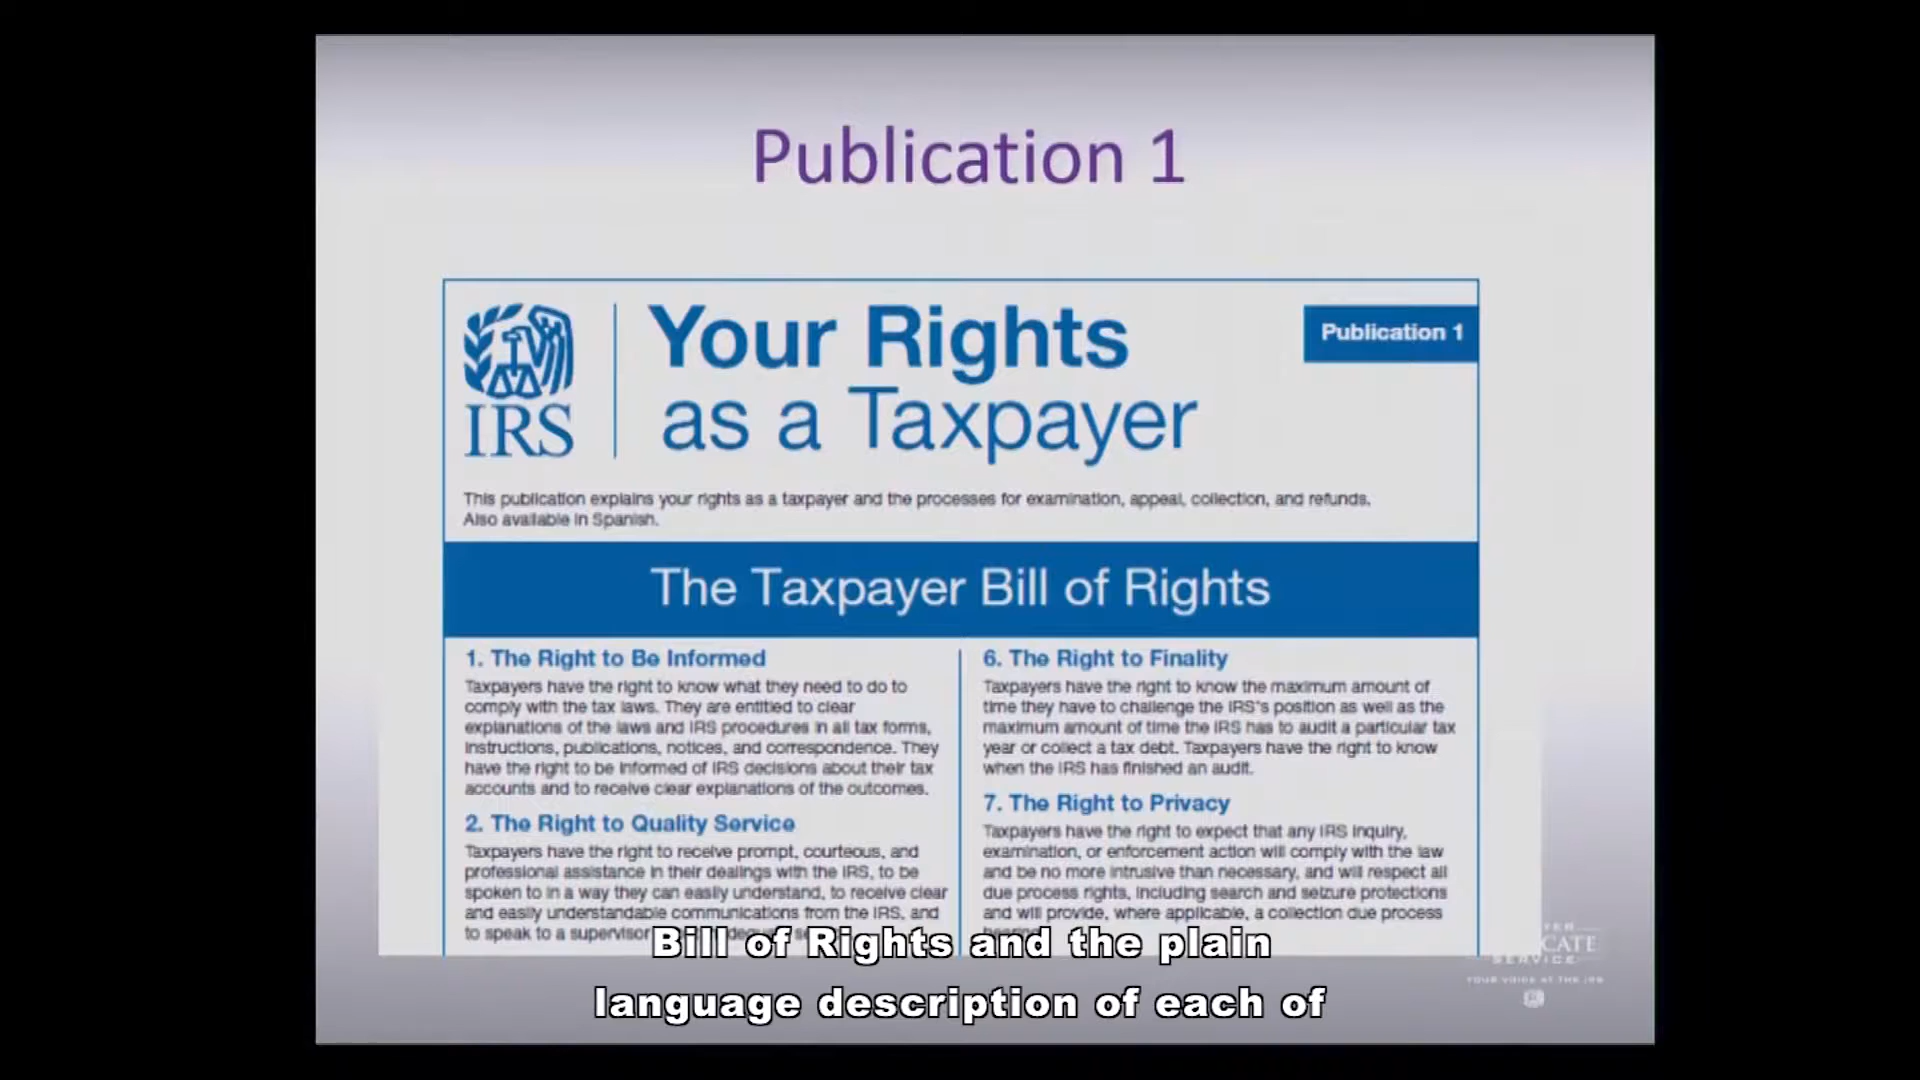 Publication 1
IRS
Your Rights
as a Taxpayer
Publication 1
This publication explains your rights as a taxpayer and the processes for examination, appeal, collection, and refunds.
Also available in Spanish.
The Taxpayer Bill of Rights
1. The Right to Be Informed
Taxpayers have the right to know what they need to do to
comply with the tax laws. They are entitled to clear
explanations of the laws and IRS procedures in all tax forms,
instructions, publications, notices, and correspondence. They
have the right to be informed of IRS decisions about their tax
accounts and to receive clear explanations of the outcomes.
2. The Right to Quality Service
Taxpayers have the right to receive prompt, courteous, and
professional assistance in their dealings with the IRS, to be
spoken to in a way they can easily understand, to receive clear
and easily understandable communications from the IRS, and
to speak to a supervisor
6. The Right to Finality
Taxpayers have the right to know the maximum amount of
time they have to challenge the IRS's position as well as the
maximum amount of time the IRS has to audit a particular tax
year or collect a tax debt. Taxpayers have the right to know
when the IRS has finished an audit.
7. The Right to Privacy
Taxpayers have the right to expect that any IRS inquiry,
examination, or enforcement action will comply with the law
and be no more intrusive than necessary, and will respect all
due process rights, including search and seizure protections
and will provide, where applicable, a collection due process
SERVICE
YOUR VOICE AT THE IRS
Bill of Rights and the plain
language description of each of